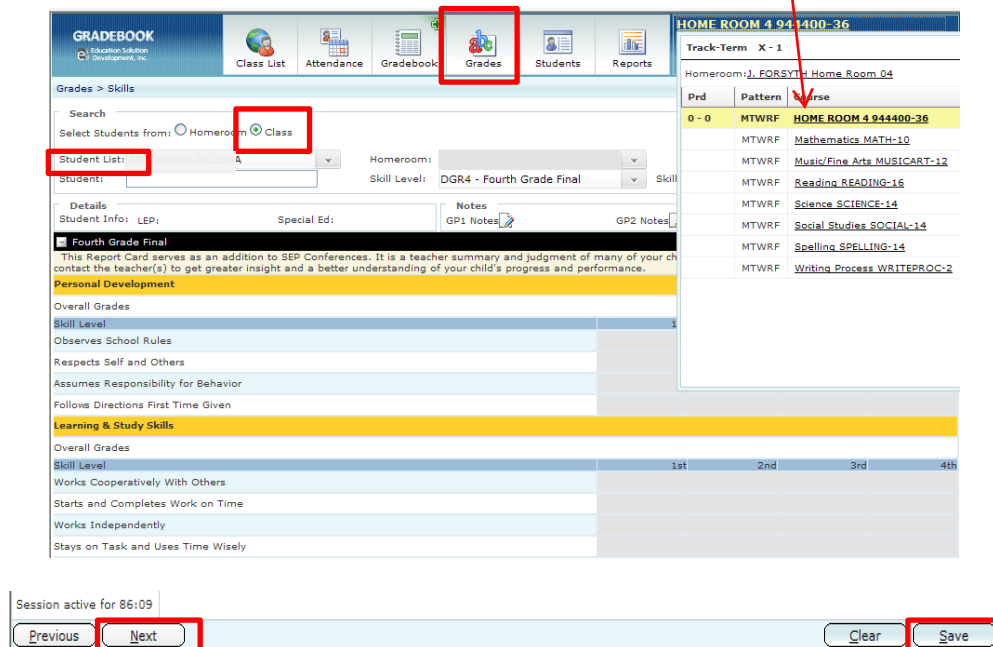 GRADEBOOK
Education Solution
Development, Inc.
Class List
Attendance
Gradebook
Grades
Students
Reports
HOME ROOM 4 944400-36
Track-Term X - 1
Homeroom: J. FORSYTH Home Room 04
Prd Pattern Course
0 - 0 MTWRF HOME ROOM 4 944400-36
MTWRF Mathematics MATH-10
MTWRF Music/Fine Arts MUSICART-12
MTWRF Reading READING-16
MTWRF Science SCIENCE-14
MTWRF Social Studies SOCIAL-14
MTWRF Spelling SPELLING-14
MTWRF Writing Process WRITEPROC-2
Grades > Skills
Search
Select Students from: Homeroom Class
Student List: A Homeroom:
Student: Skill Level: DGR4 - Fourth Grade Final Skill
Details
Student Info: LEP: Special Ed:
Notes
GP1 Notes GP2 Notes
Fourth Grade Final
This Report Card serves as an addition to SEP Conferences. It is a teacher summary and judgment of many of your ch
contact the teacher(s) to get greater insight and a better understanding of your child's progress and performance.
Personal Development
Overall Grades
Skill Level 1
Observes School Rules
Respects Self and Others
Assumes Responsibility for Behavior
Follows Directions First Time Given
Learning & Study Skills
Overall Grades
Skill Level 1st 2nd 3rd 4th
Works Cooperatively With Others
Starts and Completes Work on Time
Works Independently
Stays on Task and Uses Time Wisely
Session active for 86:09
Previous Next Clear Save